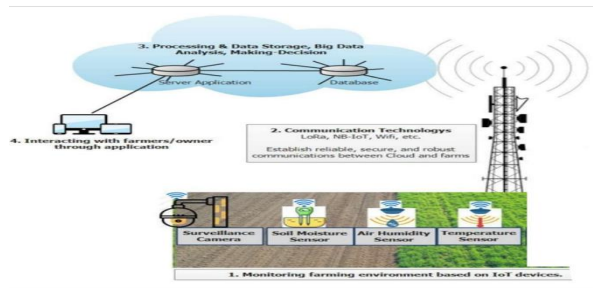 3. Processing & Data Storage, Big Data
Analysis, Making-Decision
Server Application
Database
2. Communication Technologys
LoRa, NB-IoT, Wifi, etc.
Establish reliable, secure, and robust
communications between Cloud and farms
4. Interacting with farmers/owner
through application
Surveillance
Camera
Soil Moisture
Sensor
Air Humidity
Sensor
Temperature
Sensor
1. Monitoring farming environment based on IoT devices.